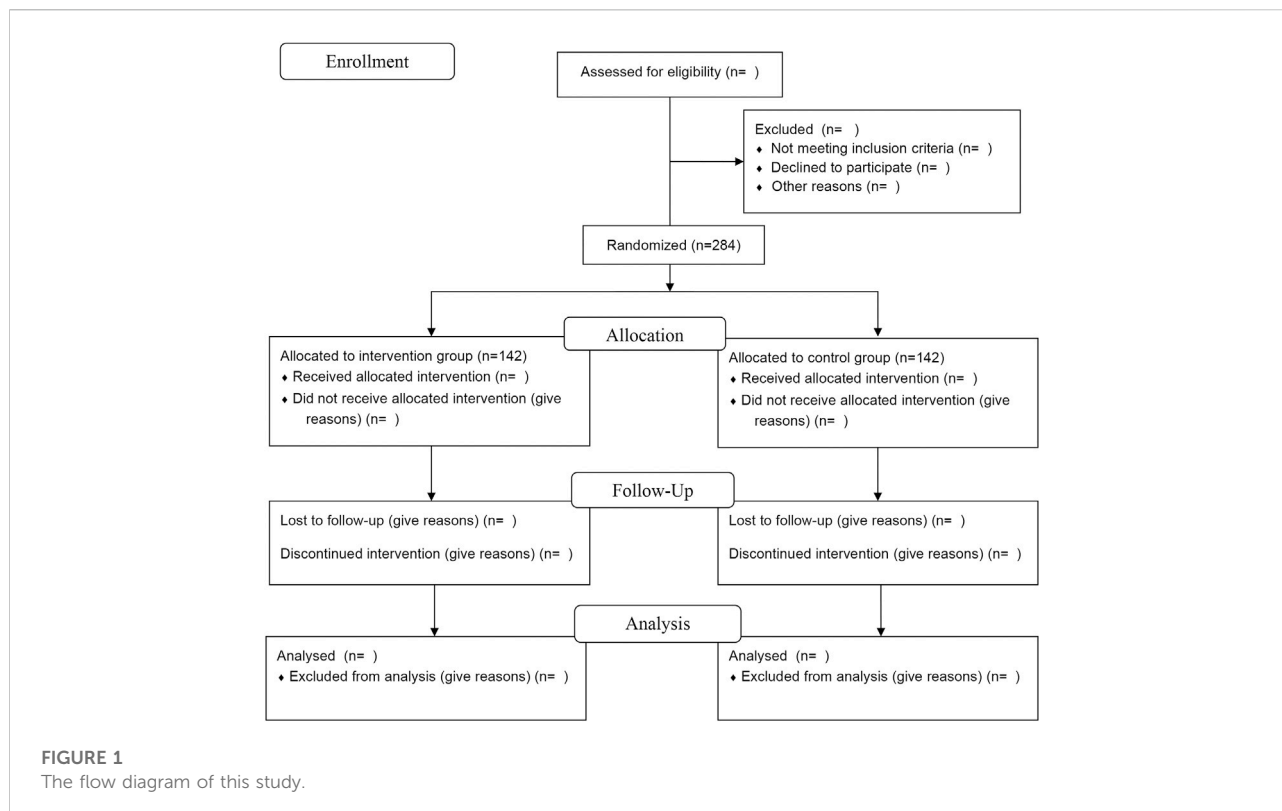 Enrollment
Assessed for eligibility (n= )
Excluded (n= )
♦ Not meeting inclusion criteria (n= )
♦ Declined to participate (n= )
♦ Other reasons (n= )
Randomized (n=284)
Allocation
Allocated to intervention group (n=142)
♦ Received allocated intervention (n= )
♦ Did not receive allocated intervention (give
reasons) (n= )
Allocated to control group (n=142)
♦ Received allocated intervention (n= )
♦ Did not receive allocated intervention (give
reasons) (n= )
Follow-Up
Lost to follow-up (give reasons) (n= )
Discontinued intervention (give reasons) (n= )
Lost to follow-up (give reasons) (n= )
Discontinued intervention (give reasons) (n= )
Analysis
Analysed (n= )
♦ Excluded from analysis (give reasons) (n= )
Analysed (n= )
♦ Excluded from analysis (give reasons) (n= )
FIGURE 1
The flow diagram of this study.